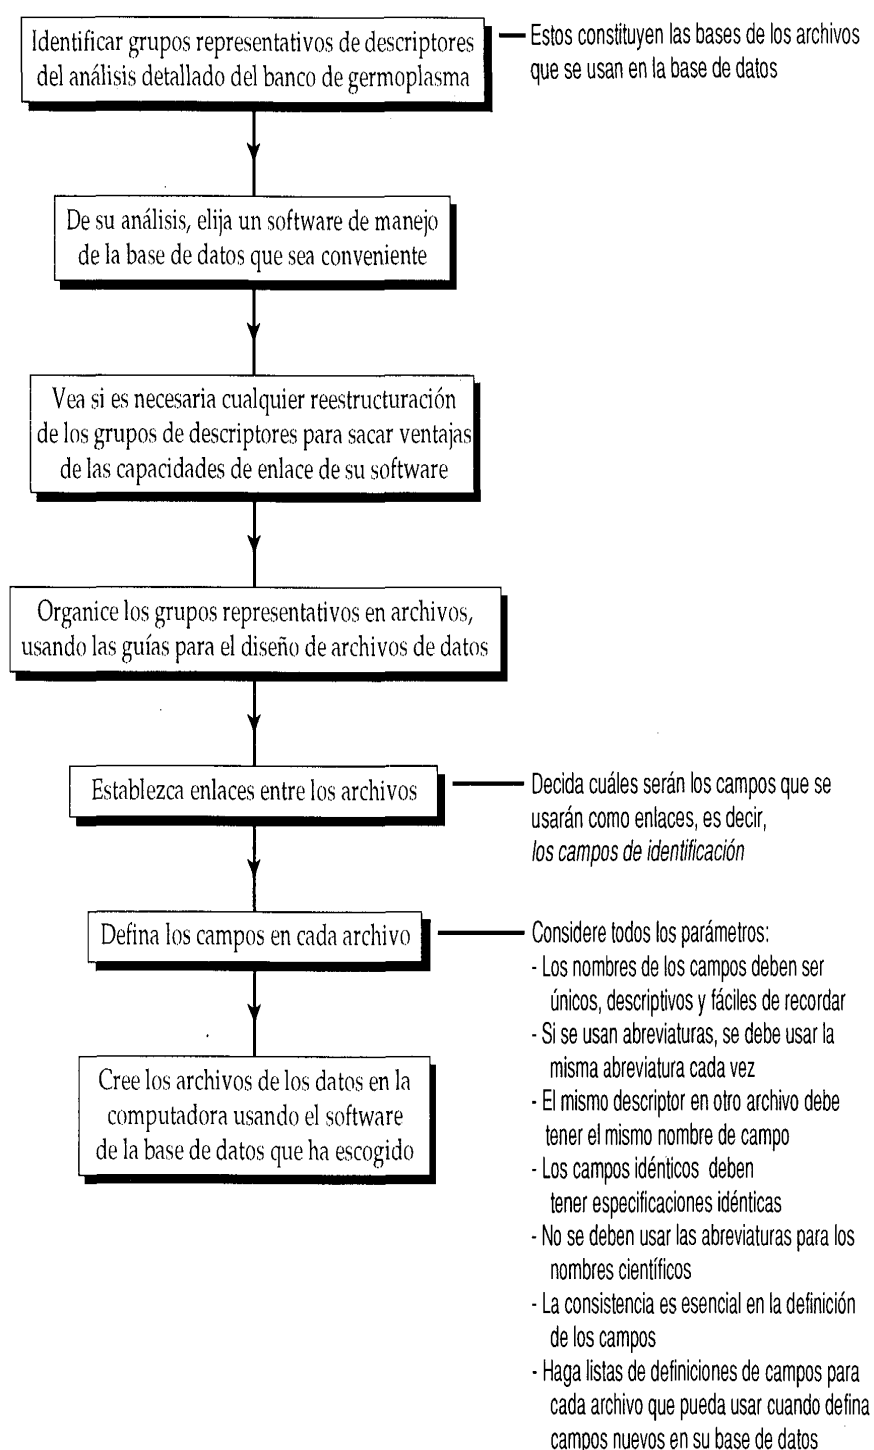 Identificar grupos representativos de descriptores
del análisis detallado del banco de germoplasma
Estos constituyen las bases de los archivos
que se usan en la base de datos
De su análisis, elija un software de manejo
de la base de datos que sea conveniente
Vea si es necesaria cualquier reestructuración
de los grupos de descriptores para sacar ventajas
de las capacidades de enlace de su software
Organice los grupos representativos en archivos,
usando las guías para el diseño de archivos de datos
Establezca enlaces entre los archivos
Decida cuáles serán los campos que se
usarán como enlaces, es decir,
los campos de identificación
Defina los campos en cada archivo
Considere todos los parámetros:
- Los nombres de los campos deben ser
únicos, descriptivos y fáciles de recordar
- Si se usan abreviaturas, se debe usar la
misma abreviatura cada vez
- El mismo descriptor en otro archivo debe
tener el mismo nombre de campo
- Los campos idénticos deben
tener especificaciones idénticas
- No se deben usar las abreviaturas para los
nombres científicos
- La consistencia es esencial en la definición
de los campos
- Haga listas de definiciones de campos para
cada archivo que pueda usar cuando defina
campos nuevos en su base de datos
Cree los archivos de los datos en la
computadora usando el software
de la base de datos que ha escogido